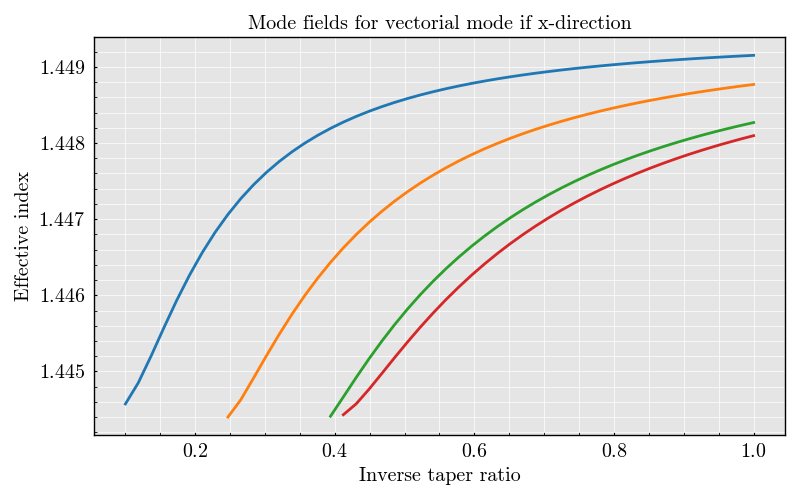 Mode fields for vectorial mode if x-direction
1.449
1.448
1.447
1.446
1.445
Effective index
0.2 0.4 0.6 0.8 1.0
Inverse taper ratio